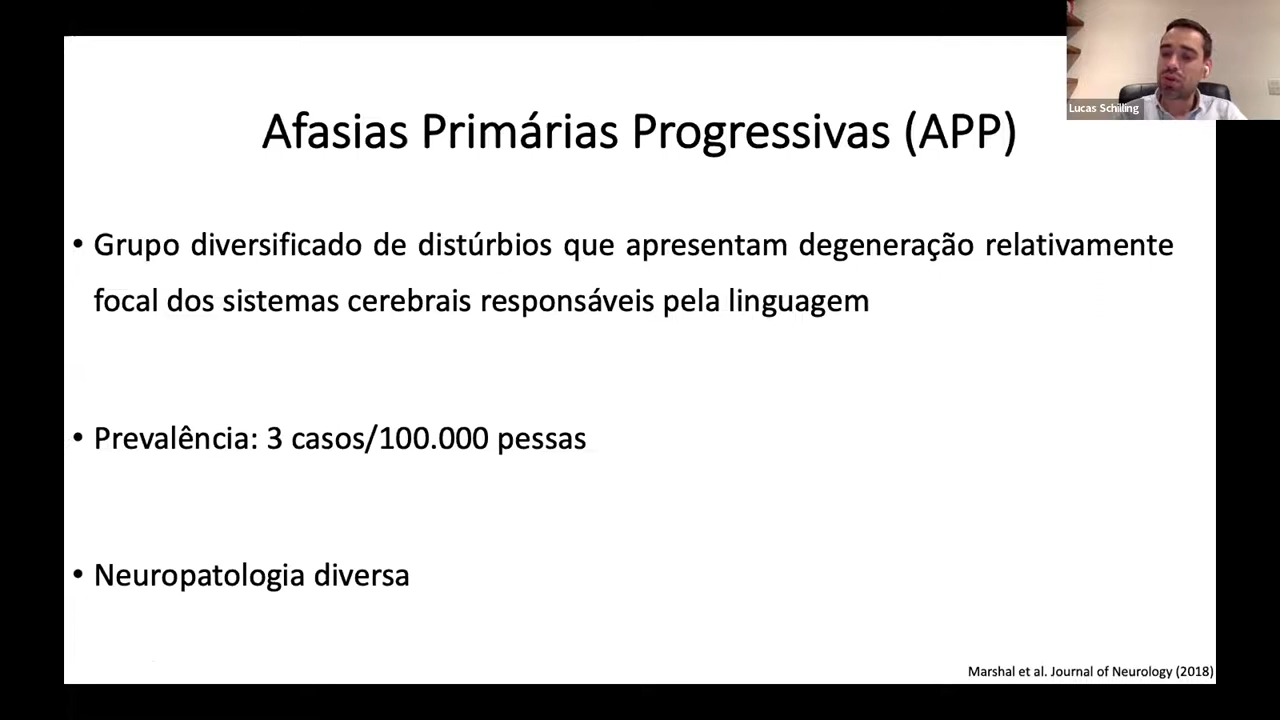 Lucas Schilling
Afasias Primárias Progressivas (APP)
• Grupo diversificado de distúrbios que apresentam degeneração relativamente
focal dos sistemas cerebrais responsáveis pela linguagem
• Prevalência: 3 casos/100.000 pessas
• Neuropatologia diversa
Marshal et al. Journal of Neurology (2018)